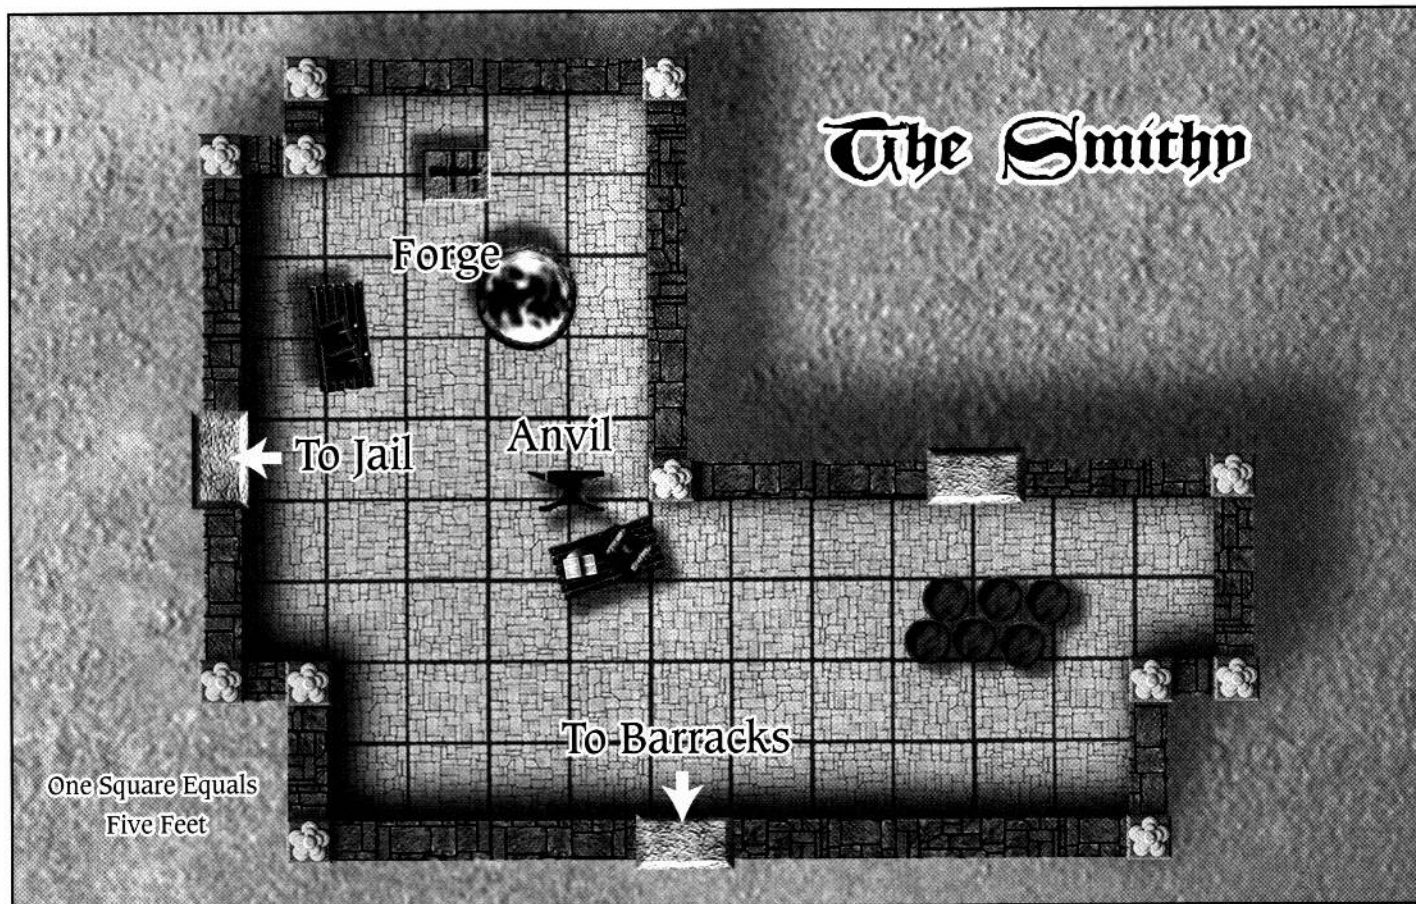 The Smithy
Forge
Anvil
To Jail
To Barracks
One Square Equals
Five Feet